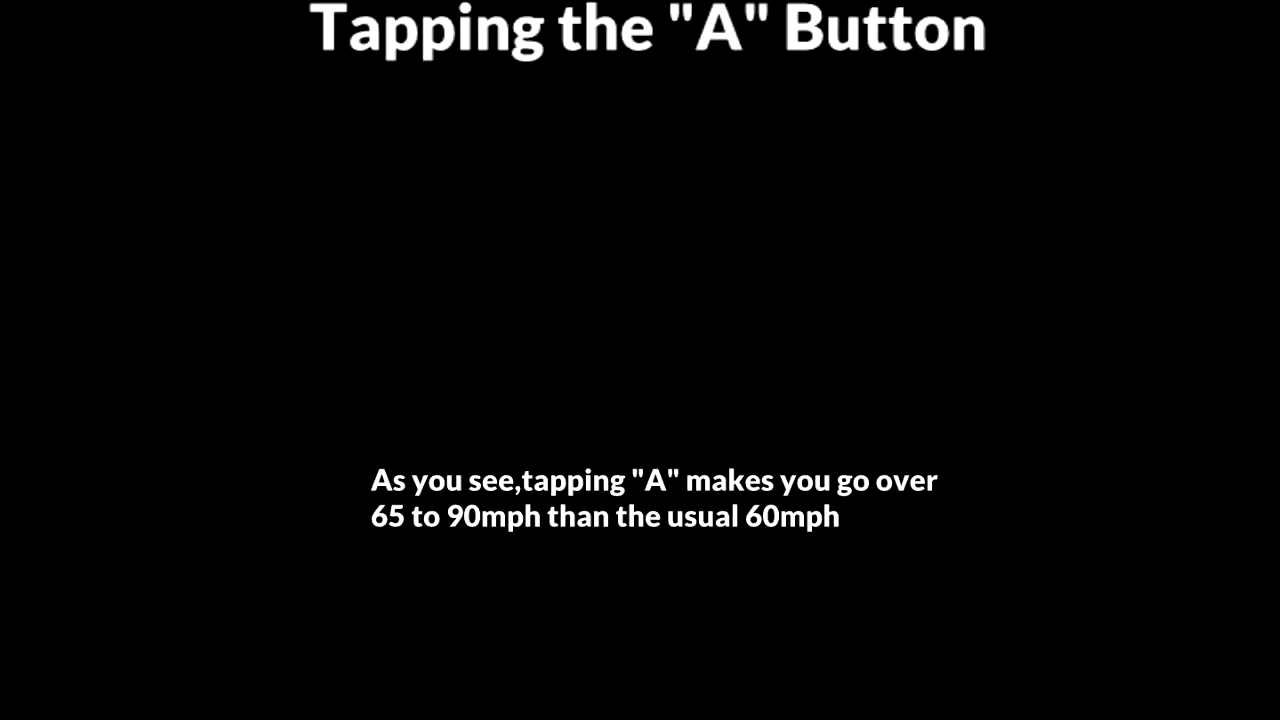 Tapping the "A" Button
As you see,tapping "A" makes you go over
65 to 90mph than the usual 60mph